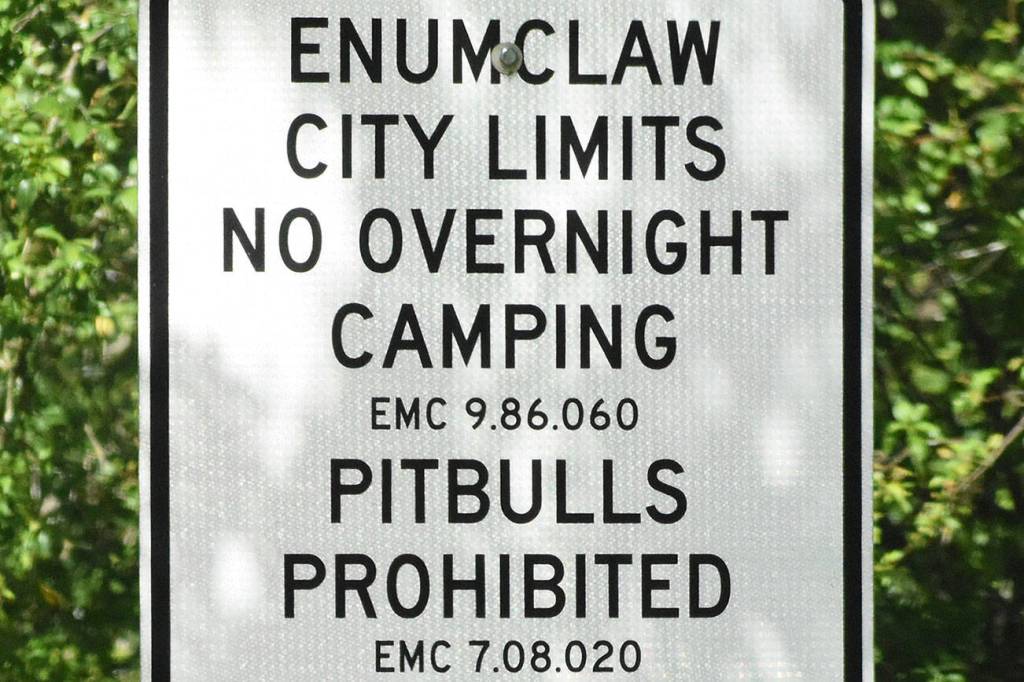 ENUMCLAW
CITY LIMITS
NO OVERNIGHT
CAMPING
EMC 9.86.060
PITBULLS
PROHIBITED
EMC 7.08.020